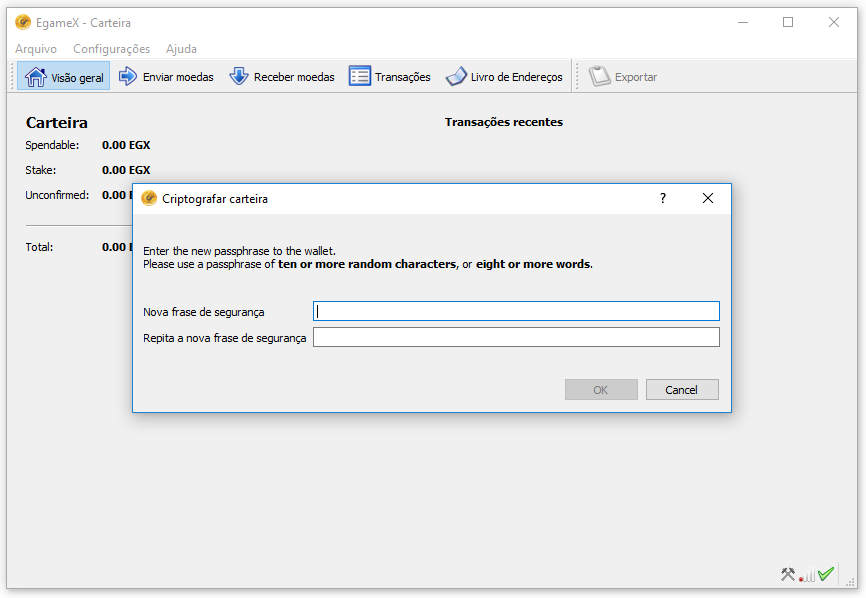 EgameX - Carteira
Arquivo Configurações Ajuda
Visão geral Enviar moedas Receber moedas Transações Livro de Endereços Exportar
Carteira Transações recentes
Spendable: 0.00 EGX
Stake: 0.00 EGX
Unconfirmed: 0.00
Total: 0.00
Criptografar carteira ?
Enter the new passphrase to the wallet.
Please use a passphrase of ten or more random characters, or eight or more words.
Nova frase de segurança
Repita a nova frase de segurança
OK Cancel